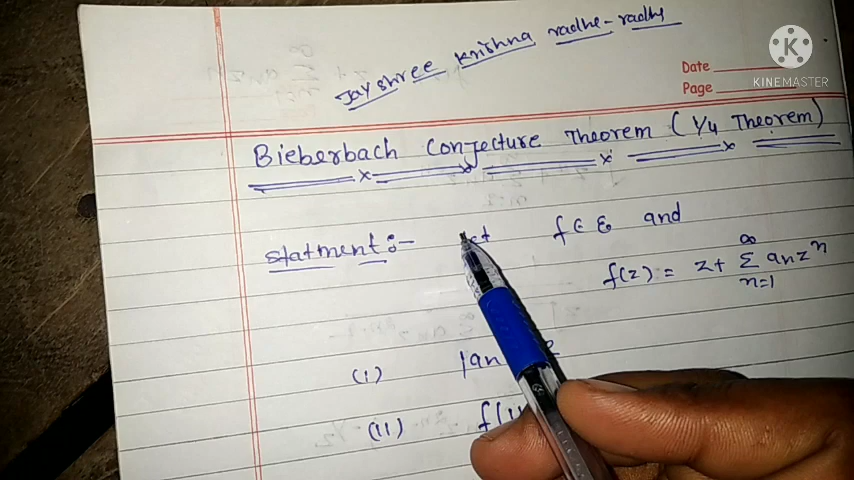 Jay shree Krishna radhe-radhe
KINEMASTER
Date
Page
Bieberbach Conjecture Theorem (1/4 Theorem)
statment:-
f ∈ and
f(z) = z + ∞ Σ n=1 an z^n
(i) |an
(ii) f(